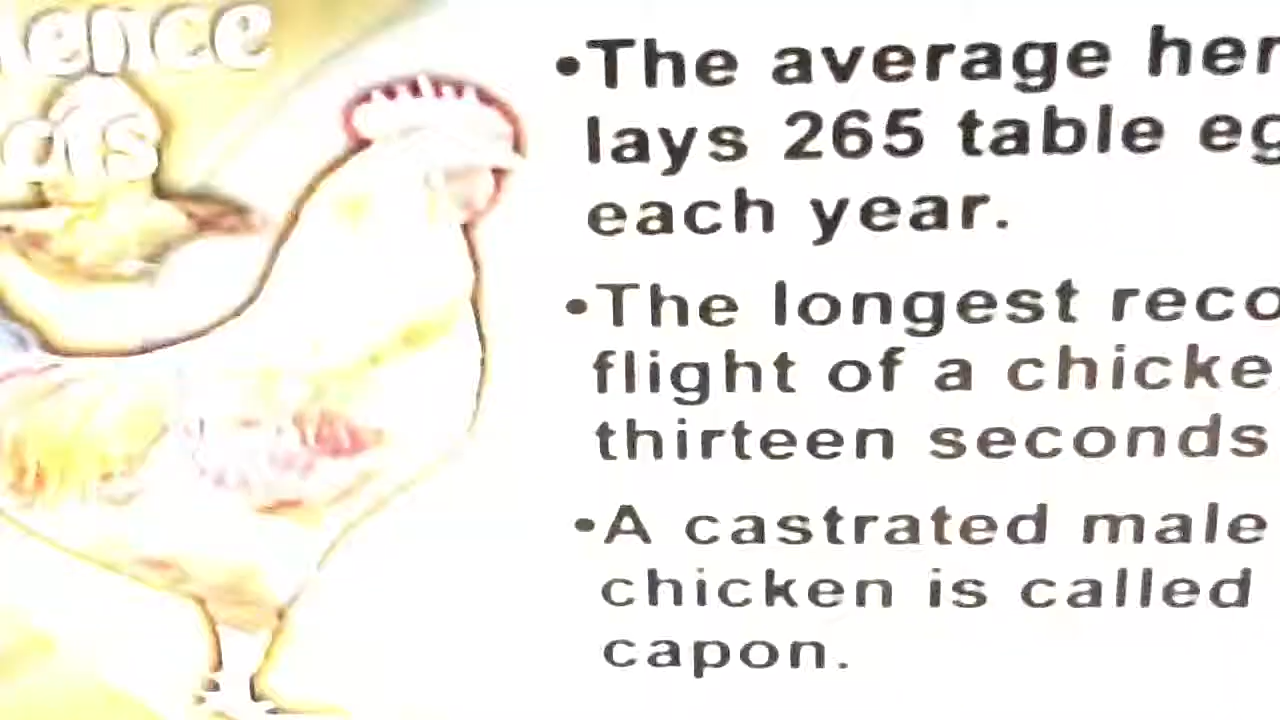 ence
•The average
lays 265 table eg
each year.
•The longest reco
flight of a chicke
thirteen seconds
•A castrated male
chicken is called
capon.